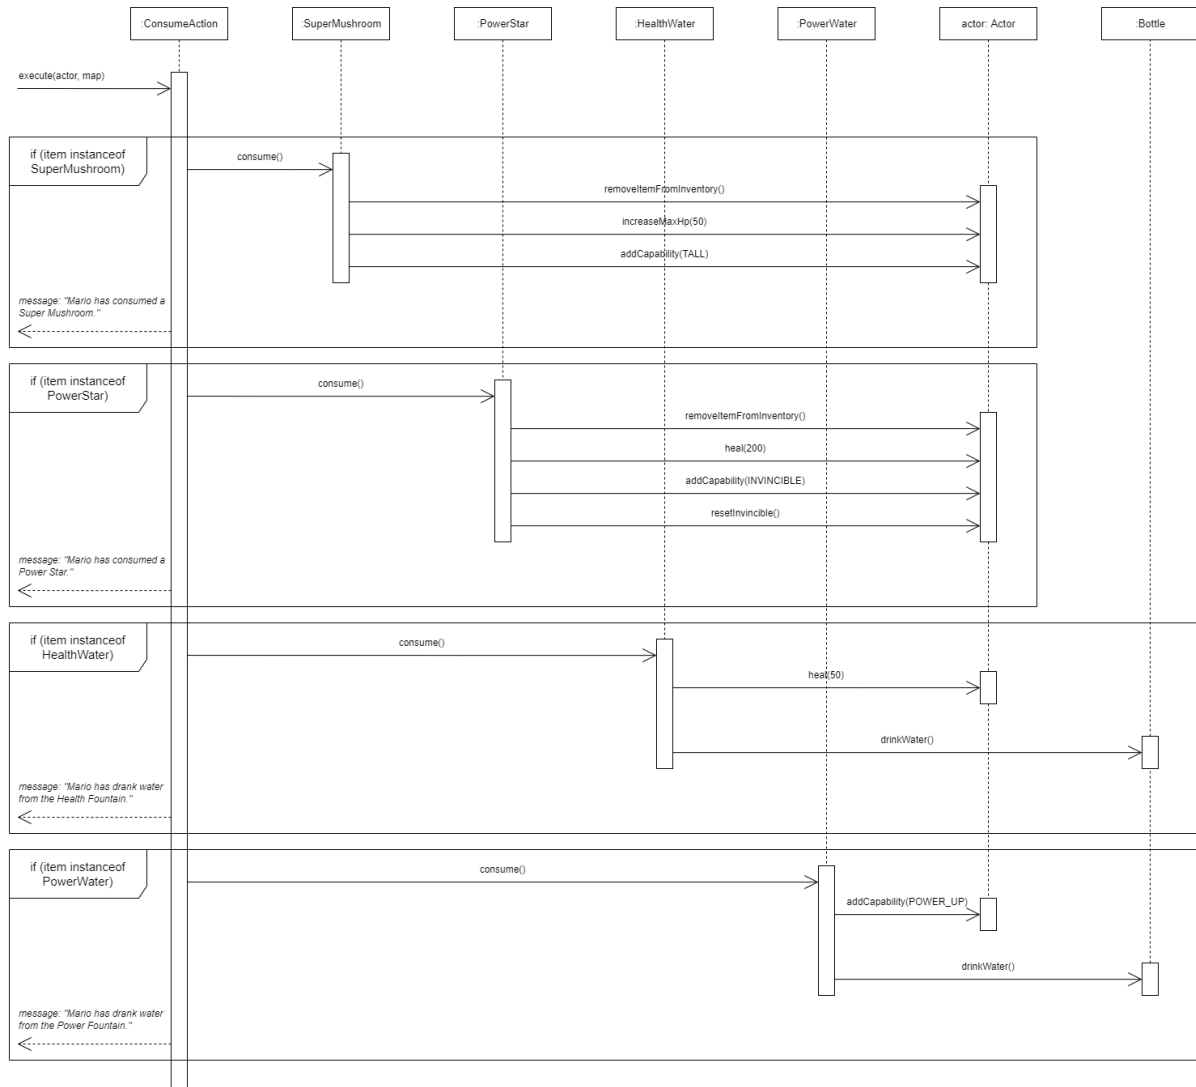 :ConsumeAction
:SuperMushroom
:PowerStar
:HealthWater
:PowerWater
actor: Actor
:Bottle
execute(actor, map)
if (item instanceof
SuperMushroom)
consume()
removeItemFromInventory()
increaseMaxHp(50)
addCapability(TALL)
message: "Mario has consumed a
Super Mushroom."
if (item instanceof
PowerStar)
consume()
removeItemFromInventory()
heal(200)
addCapability(INVINCIBLE)
resetInvincible()
message: "Mario has consumed a
Power Star."
if (item instanceof
HealthWater)
consume()
heal(50)
drinkWater()
message: "Mario has drank water
from the Health Fountain."
if (item instanceof
PowerWater)
consume()
addCapability(POWER_UP)
drinkWater()
message: "Mario has drank water
from the Power Fountain."